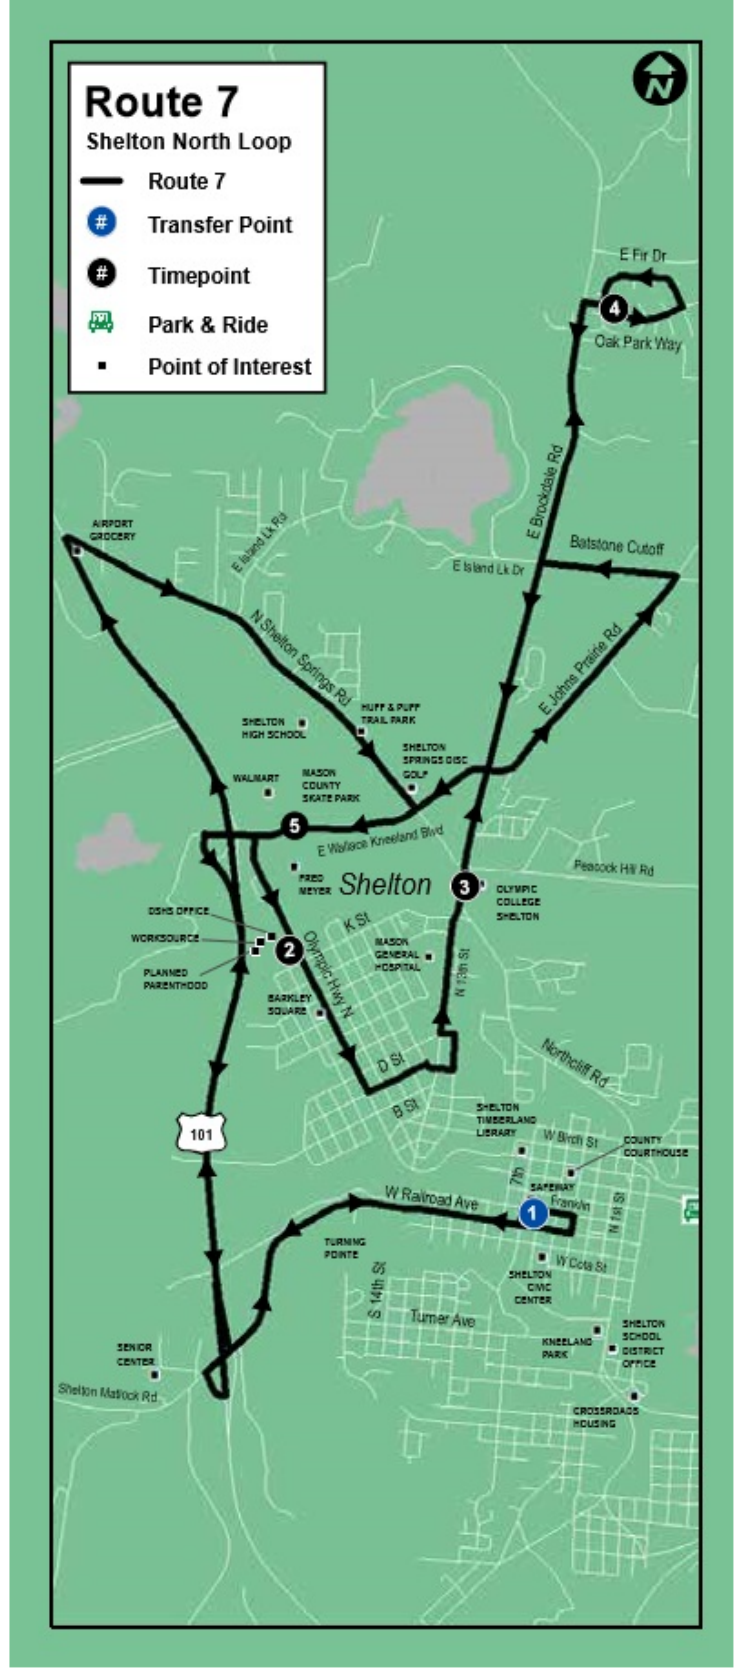 Route 7
Shelton North Loop
Route 7
# Transfer Point
# Timepoint
Park & Ride
Point of Interest
N
E Fir Dr
4
Oak Park Way
E Brockdale Rd
Batstone Cutoff
E Island Lk Dr
AIRPORT
GROCERY
E Island Lk Rd
N Shelton Springs Rd
E Johns Prairie Rd
HUFF & PUFF
TRAIL PARK
SHELTON
HIGH SCHOOL
SHELTON
SPRINGS DISC
GOLF
WALMART
MASON
COUNTY
SKATE PARK
5
E Wallace Kneeland Blvd
FRED
MEYER
Shelton
3
Peacock Hill Rd
OLYMPIC
COLLEGE
SHELTON
DSHS OFFICE
WORKSOURCE
PLANNED
PARENTHOOD
2
K St
Olympic Hwy N
MASON
GENERAL
HOSPITAL
N 13th St
BARKLEY
SQUARE
D St
B St
Northcliff Rd
101
SHELTON
TIMBERLAND
LIBRARY
W Birch St
COUNTY
COURTHOUSE
7th
SAFEWAY
Franklin
1
N 1st St
W Railroad Ave
TURNING
POINTE
W Cota St
SHELTON
CIVIC
CENTER
S 14th St
Turner Ave
KNEELAND
PARK
SHELTON
SCHOOL
DISTRICT
OFFICE
SENIOR
CENTER
Shelton Matlock Rd
CROSSROADS
HOUSING